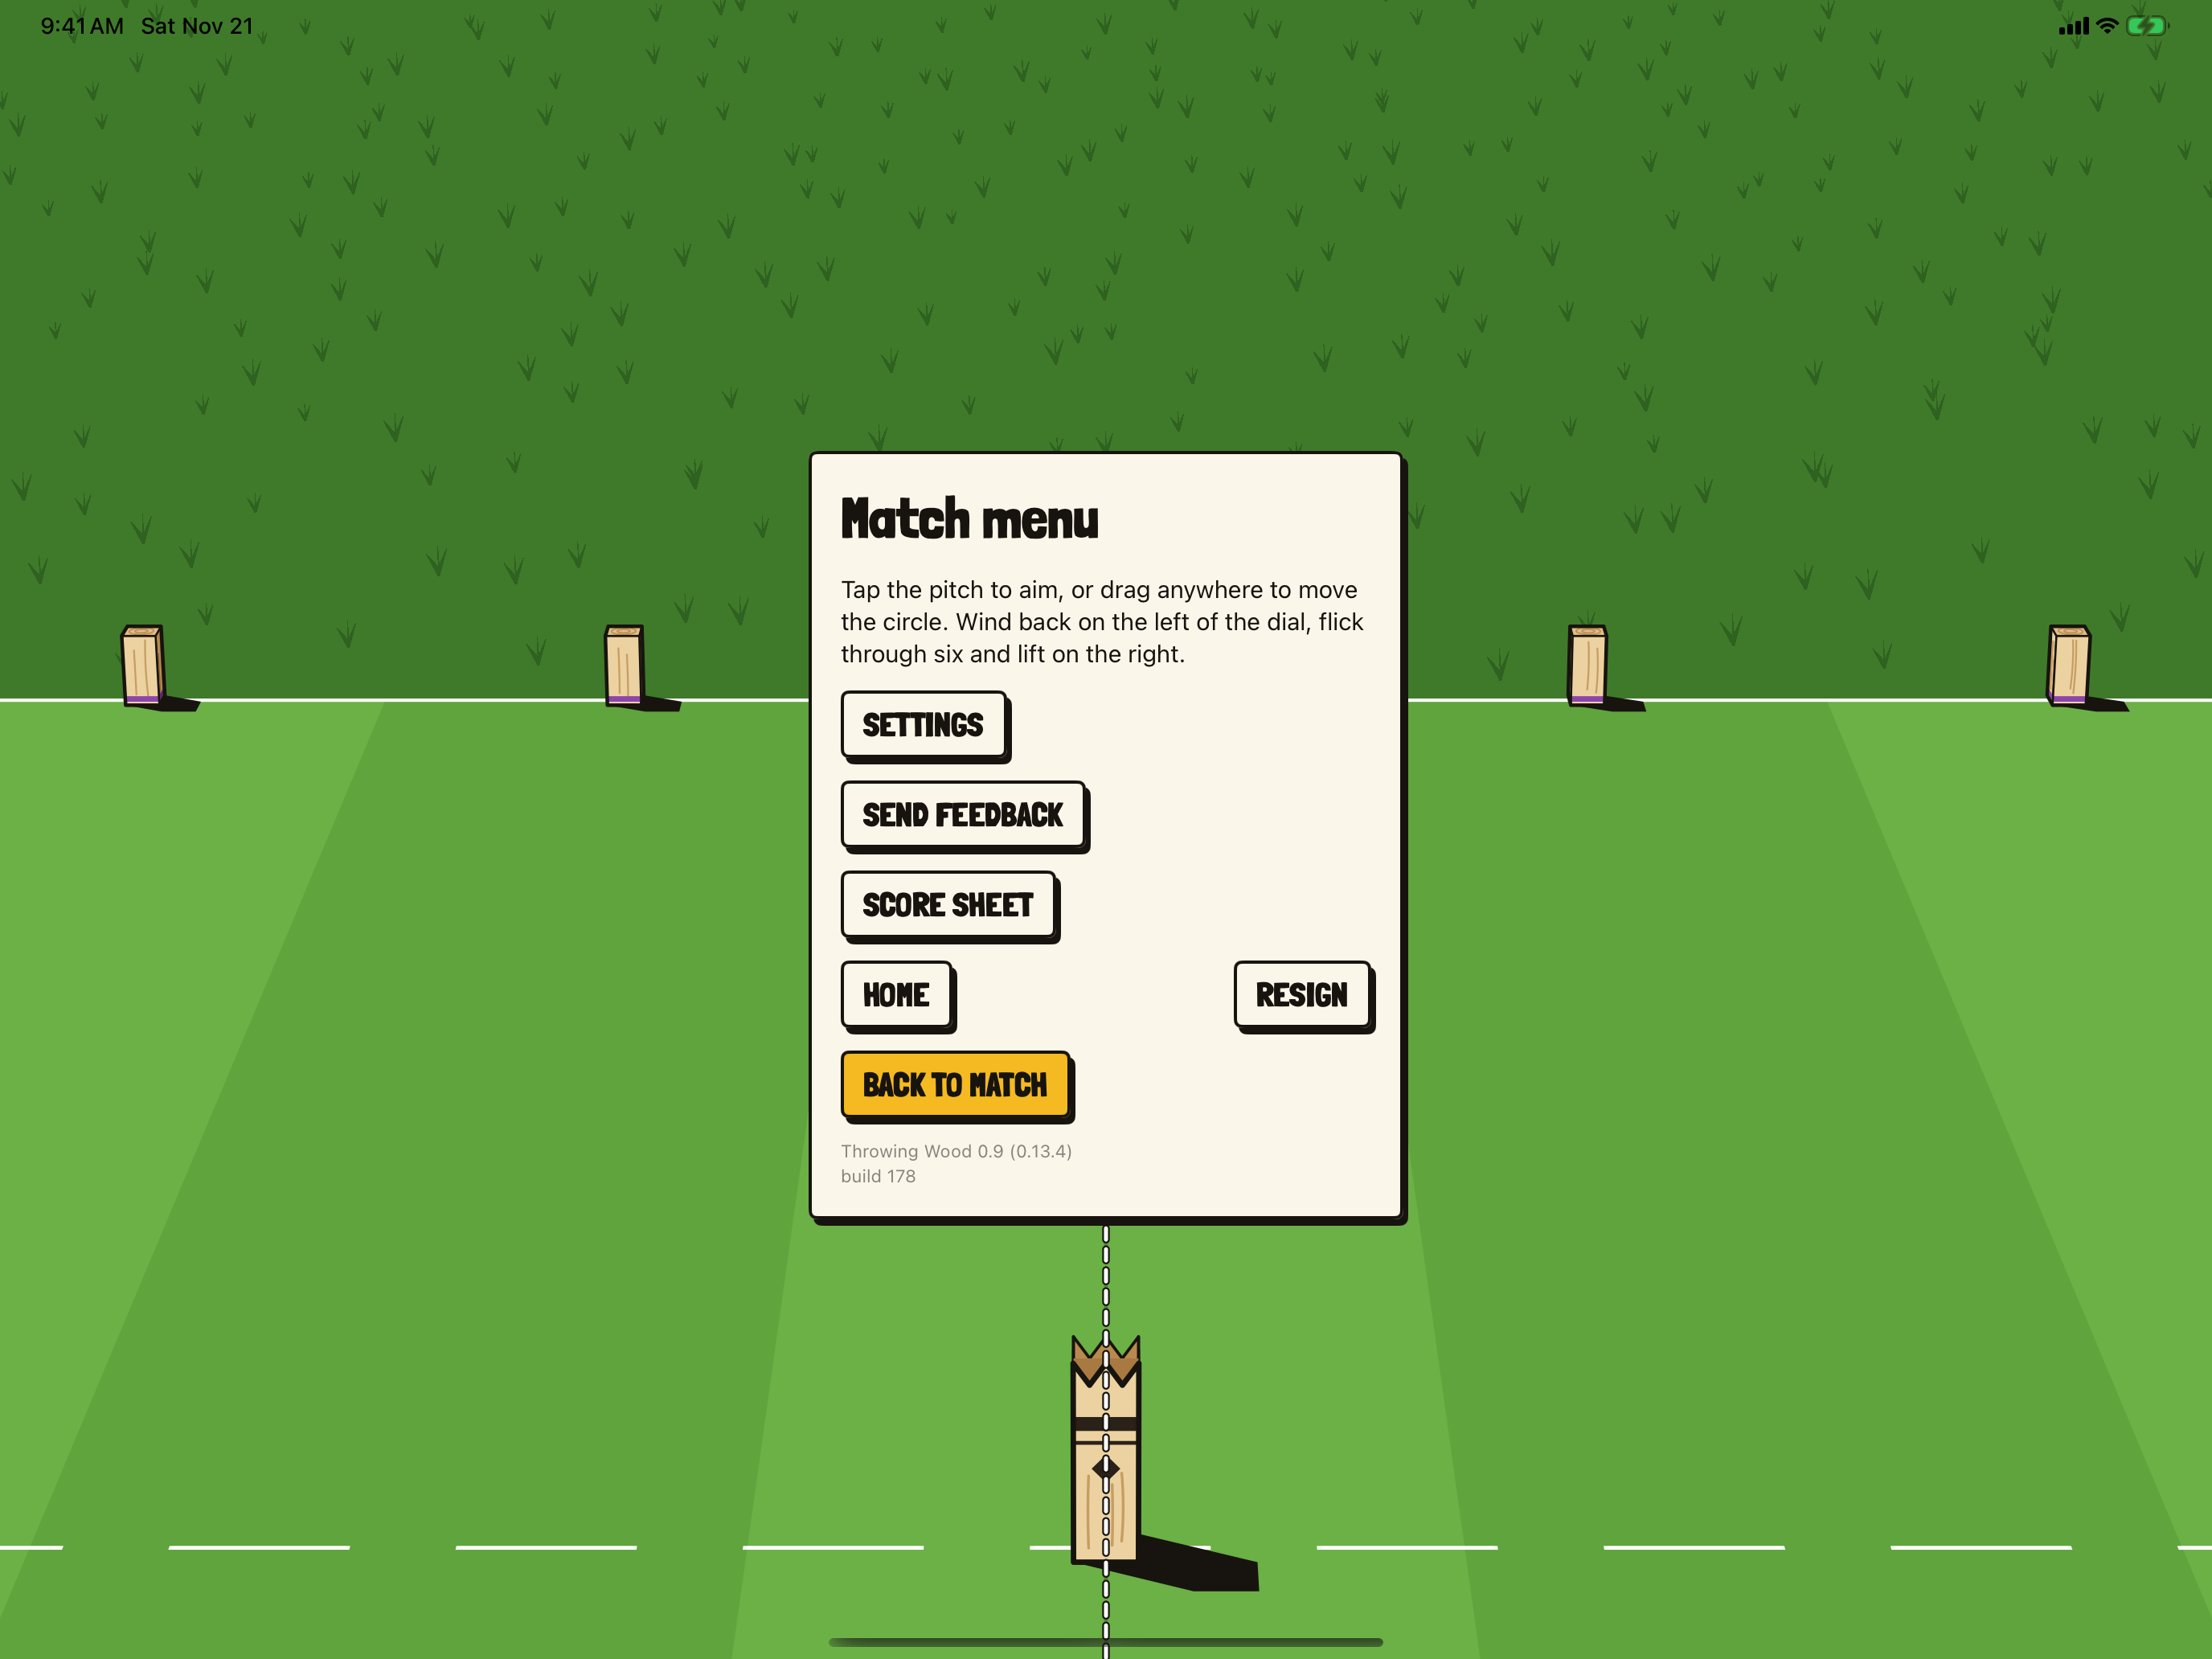 9:41 AM Sat Nov 21
Match menu
Tap the pitch to aim, or drag anywhere to move
the circle. Wind back on the left of the dial, flick
through six and lift on the right.
SETTINGS
SEND FEEDBACK
SCORE SHEET
HOME
RESIGN
BACK TO MATCH
Throwing Wood 0.9 (0.13.4)
build 178